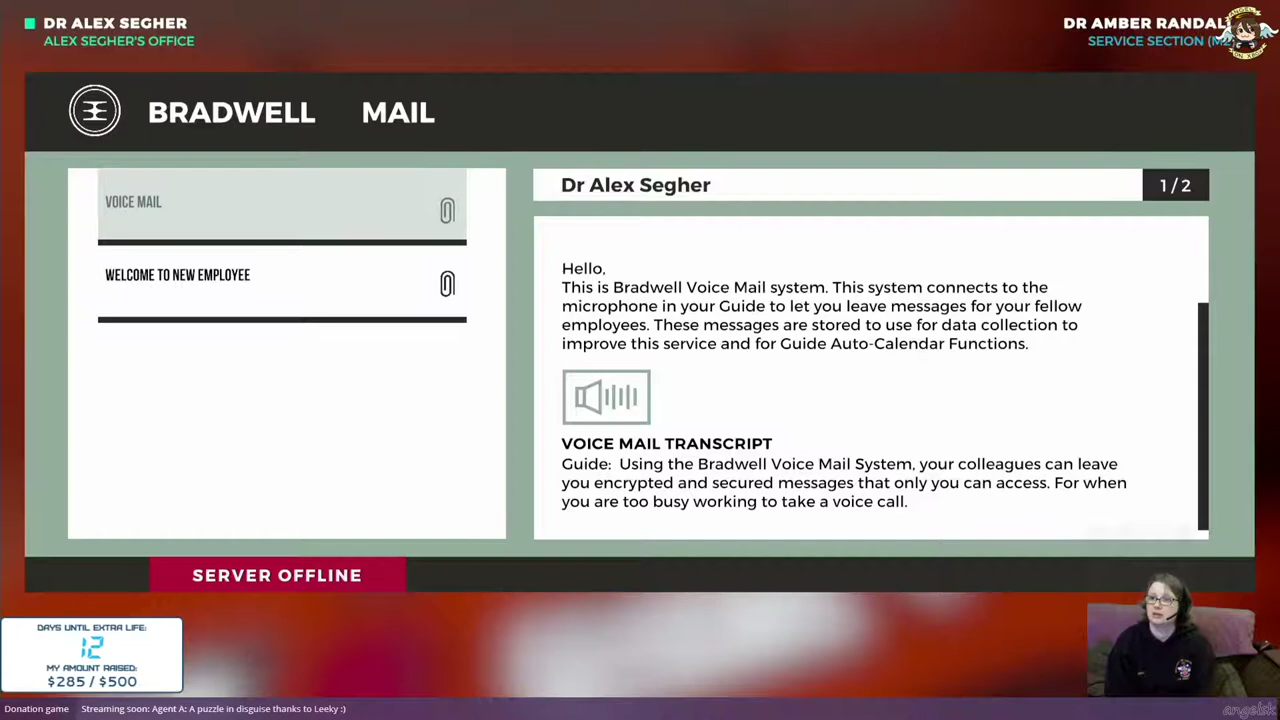 DR ALEX SEGHER
ALEX SEGHER'S OFFICE
DR AMBER RANDAL
SERVICE SECTION
ANGEL
ON XBOX
BRADWELL MAIL
VOICE MAIL
WELCOME TO NEW EMPLOYEE
Dr Alex Segher
1 / 2
Hello,
This is Bradwell Voice Mail system. This system connects to the
microphone in your Guide to let you leave messages for your fellow
employees. These messages are stored to use for data collection to
improve this service and for Guide Auto-Calendar Functions.
VOICE MAIL TRANSCRIPT
Guide: Using the Bradwell Voice Mail System, your colleagues can leave
you encrypted and secured messages that only you can access. For when
you are too busy working to take a voice call.
SERVER OFFLINE
DAYS UNTIL EXTRA LIFE:
12
MY AMOUNT RAISED:
$285 / $500
Donation game
Streaming soon: Agent A: A puzzle in disguise thanks to Leeky :)
angelsk